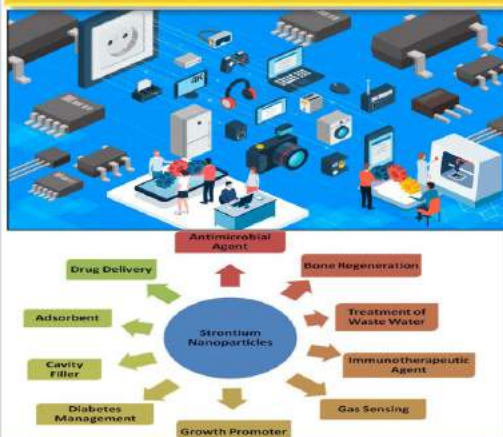 4K
Antimicrobial
Agent
Drug Delivery
Bone Regeneration
Adsorbent
Strontium
Nanoparticles
Treatment of
Waste Water
Cavity
Filler
Immunotherapeutic
Agent
Diabetes
Management
Growth Promoter
Gas Sensing